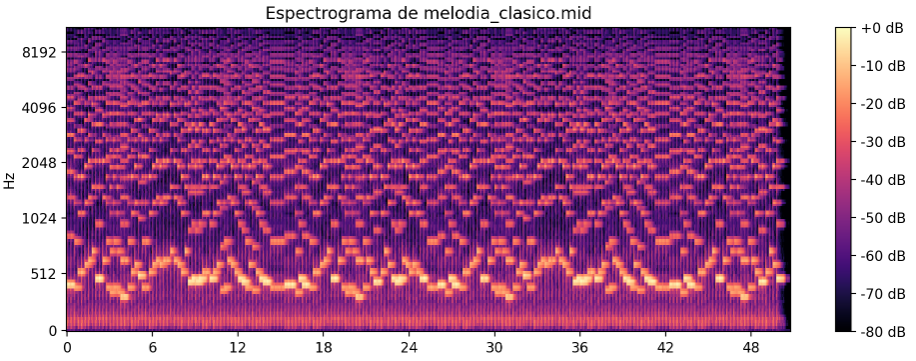 Espectrograma de melodia_clasico.mid
8192
4096
2048
1024
512
0
Hz
0 6 12 18 24 30 36 42 48
+0 dB
-10 dB
-20 dB
-30 dB
-40 dB
-50 dB
-60 dB
-70 dB
-80 dB